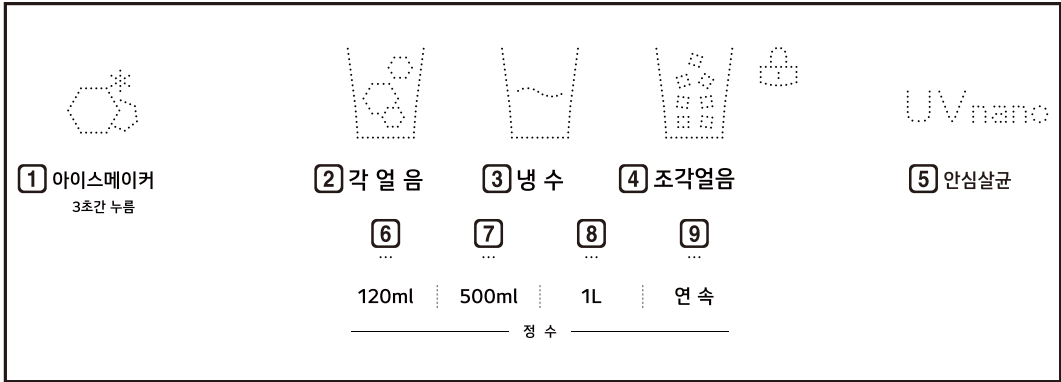 UVnano
1 아이스메이커
3초간 누름
2 각 얼 음
3 냉 수
4 조각얼음
5 안심살균
6 7 8 9
120ml 500ml 1L 연 속
정 수